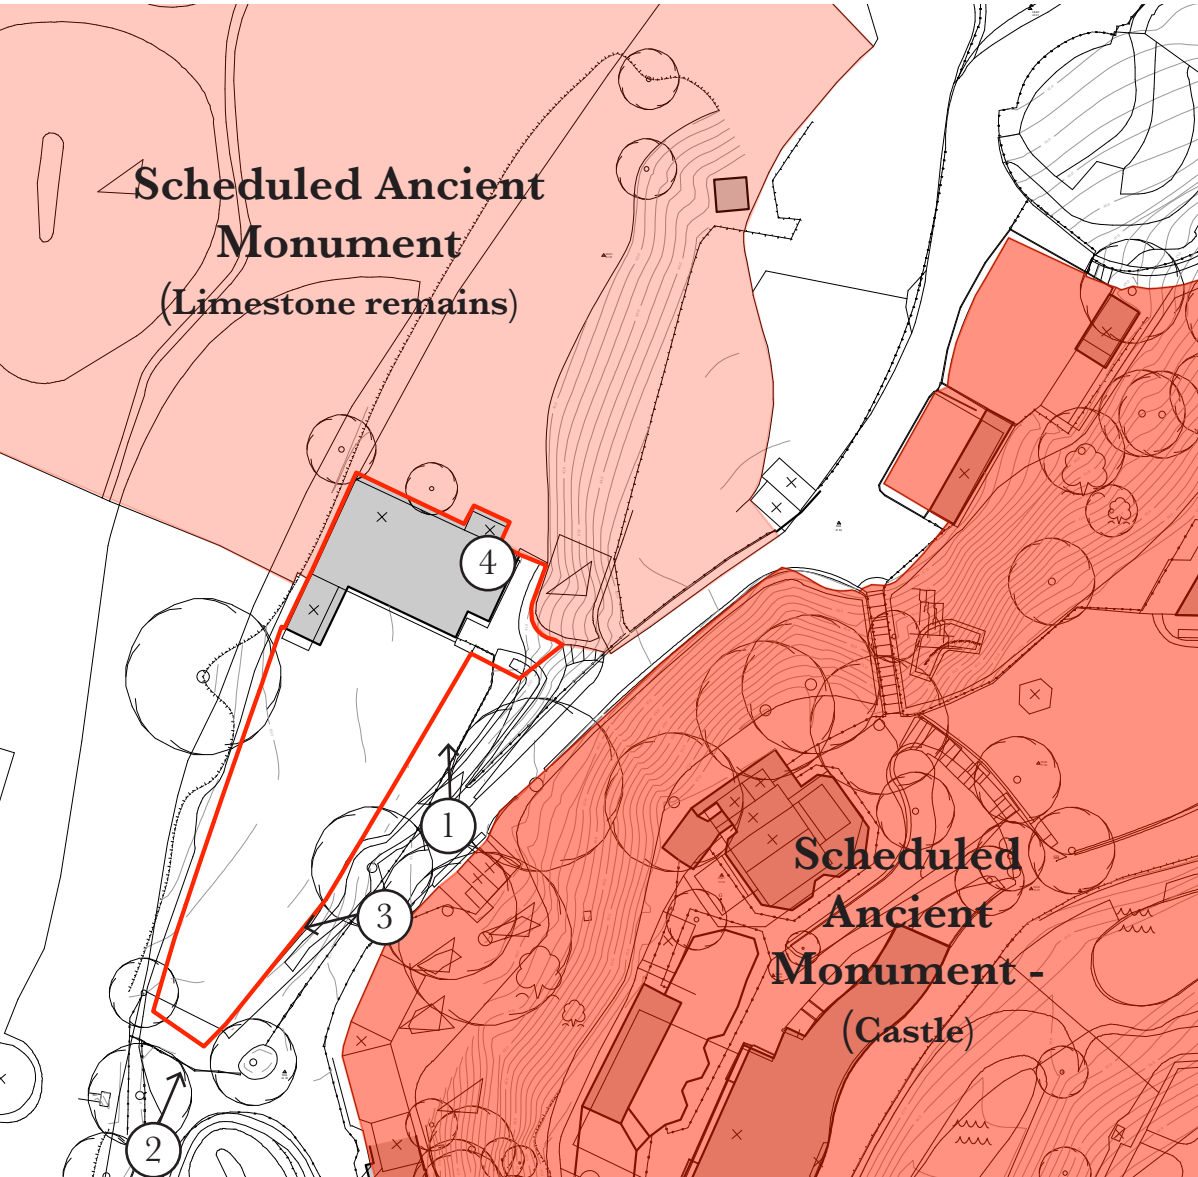 Scheduled Ancient
Monument
(Limestone remains)
4
1
3
2
Scheduled
Ancient
Monument -
(Castle)